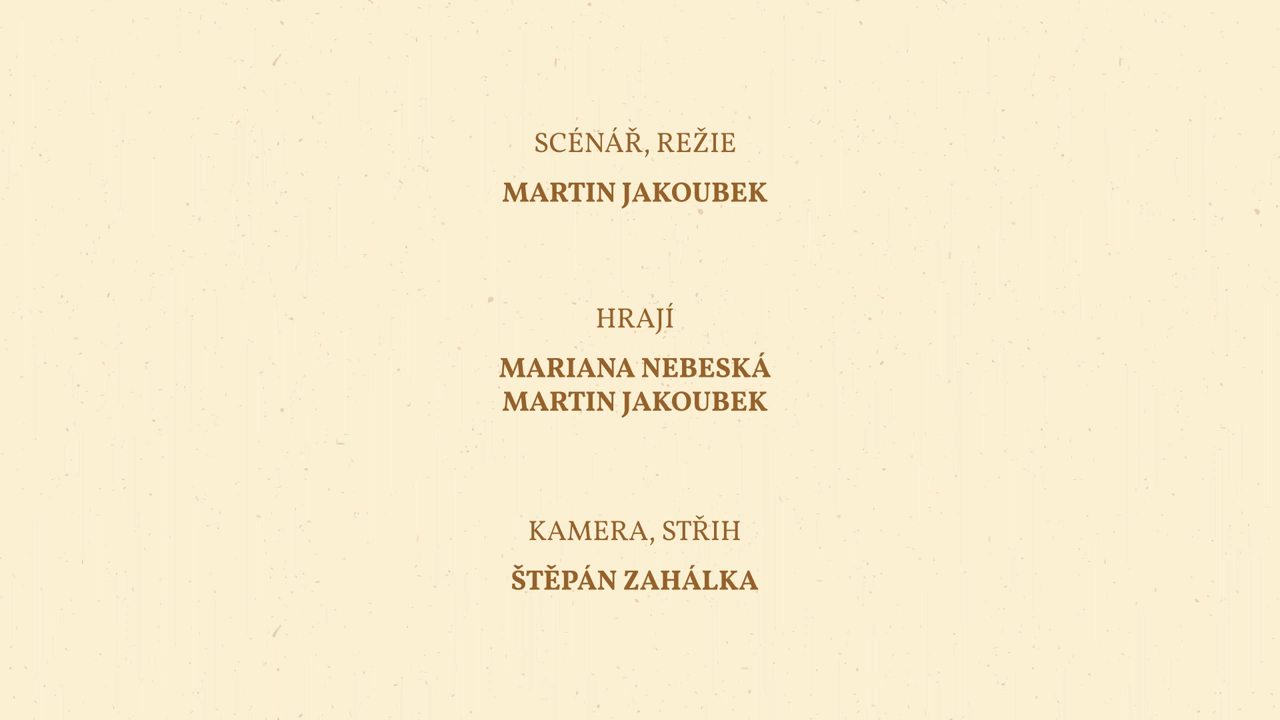 SCÉNÁŘ, REŽIE
MARTIN JAKOUBEK
HRAJÍ
MARIANA NEBESKÁ
MARTIN JAKOUBEK
KAMERA, STŘIH
ŠTĚPÁN ZAHÁLKA